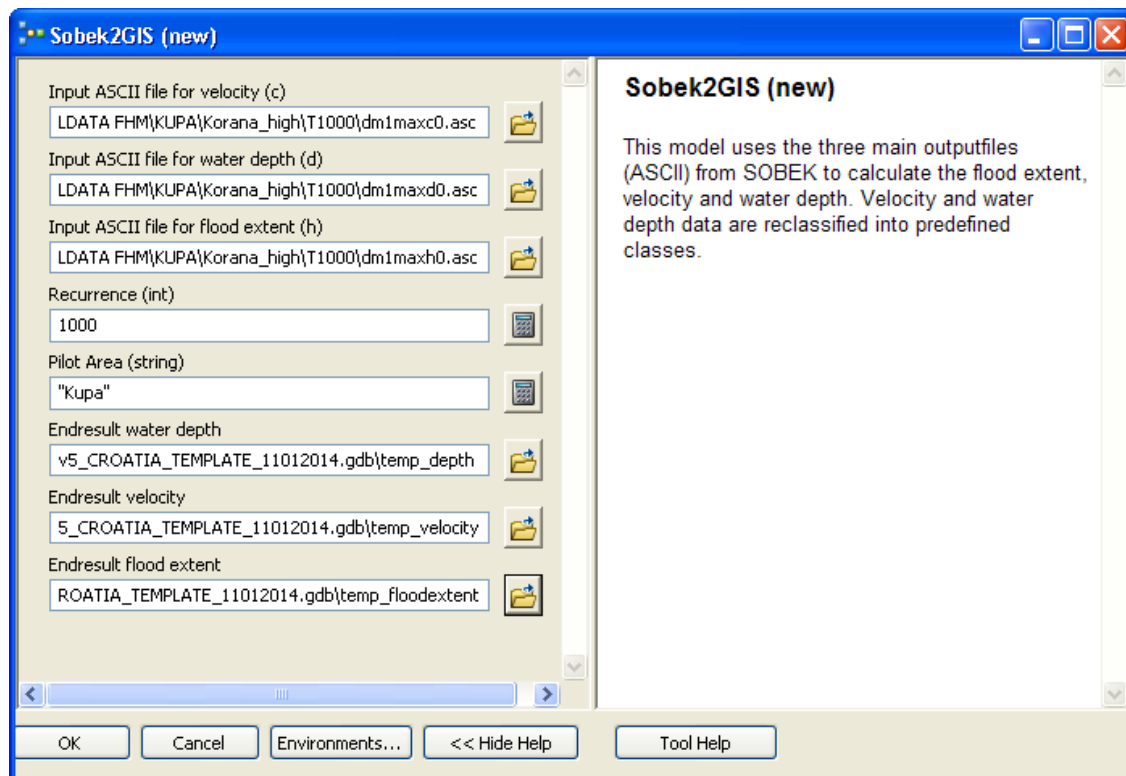 Sobek2GIS (new)
Input ASCII file for velocity (c)
LDATA FHM\KUPA\Korana_high\T1000\dm1maxc0.asc
Input ASCII file for water depth (d)
LDATA FHM\KUPA\Korana_high\T1000\dm1maxd0.asc
Input ASCII file for flood extent (h)
LDATA FHM\KUPA\Korana_high\T1000\dm1maxh0.asc
Recurrence (int)
1000
Pilot Area (string)
"Kupa"
Endresult water depth
v5_CROATIA_TEMPLATE_11012014.gdb\temp_depth
Endresult velocity
5_CROATIA_TEMPLATE_11012014.gdb\temp_velocity
Endresult flood extent
ROATIA_TEMPLATE_11012014.gdb\temp_floodextent
Sobek2GIS (new)
This model uses the three main outputfiles
(ASCII) from SOBEK to calculate the flood extent,
velocity and water depth. Velocity and water
depth data are reclassified into predefined
classes.
OK
Cancel
Environments...
<< Hide Help
Tool Help